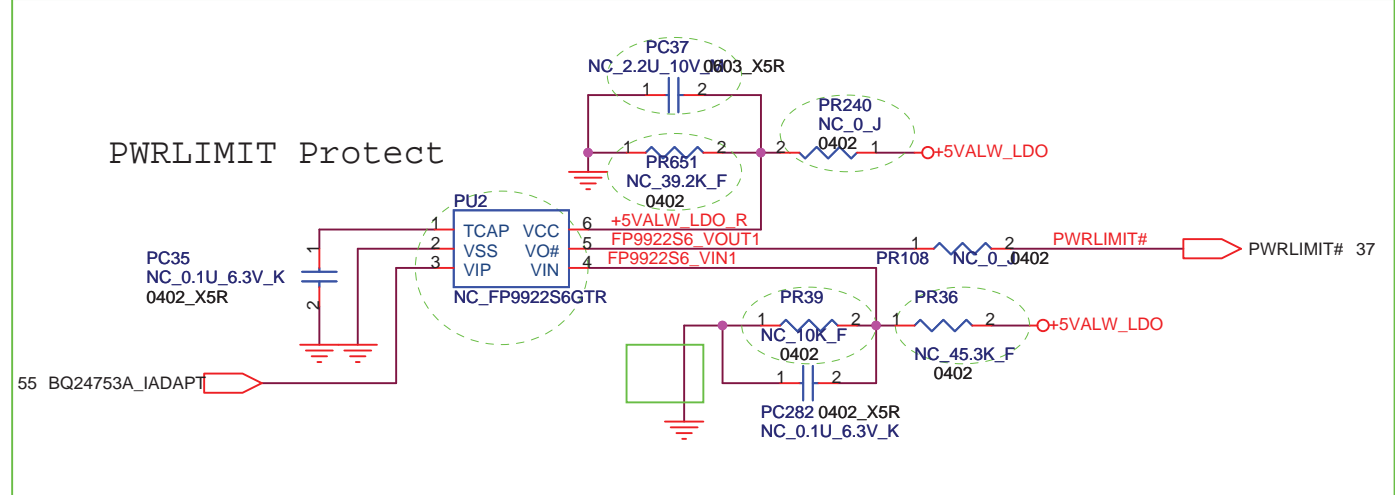 PC37
NC_2.2U_10V_M 0603_X5R
1 2
PR240
NC_0_J
0402
2 1
+5VALW_LDO
PWRLIMIT Protect
1 2
PR651
NC_39.2K_F
0402
PU2
1 TCAP VCC 6 +5VALW_LDO_R
2 VSS VO# 5 FP9922S6_VOUT1
3 VIP VIN 4 FP9922S6_VIN1
NC_FP9922S6GTR
1
PC35
NC_0.1U_6.3V_K
0402_X5R
2
1 2
PR108 NC_0_J 0402
PWRLIMIT#
PWRLIMIT# 37
PR39
1 2
NC_10K_F
0402
PR36
1 2
NC_45.3K_F
0402
+5VALW_LDO
55 BQ24753A_IADAPT
1 2
PC282 0402_X5R
NC_0.1U_6.3V_K